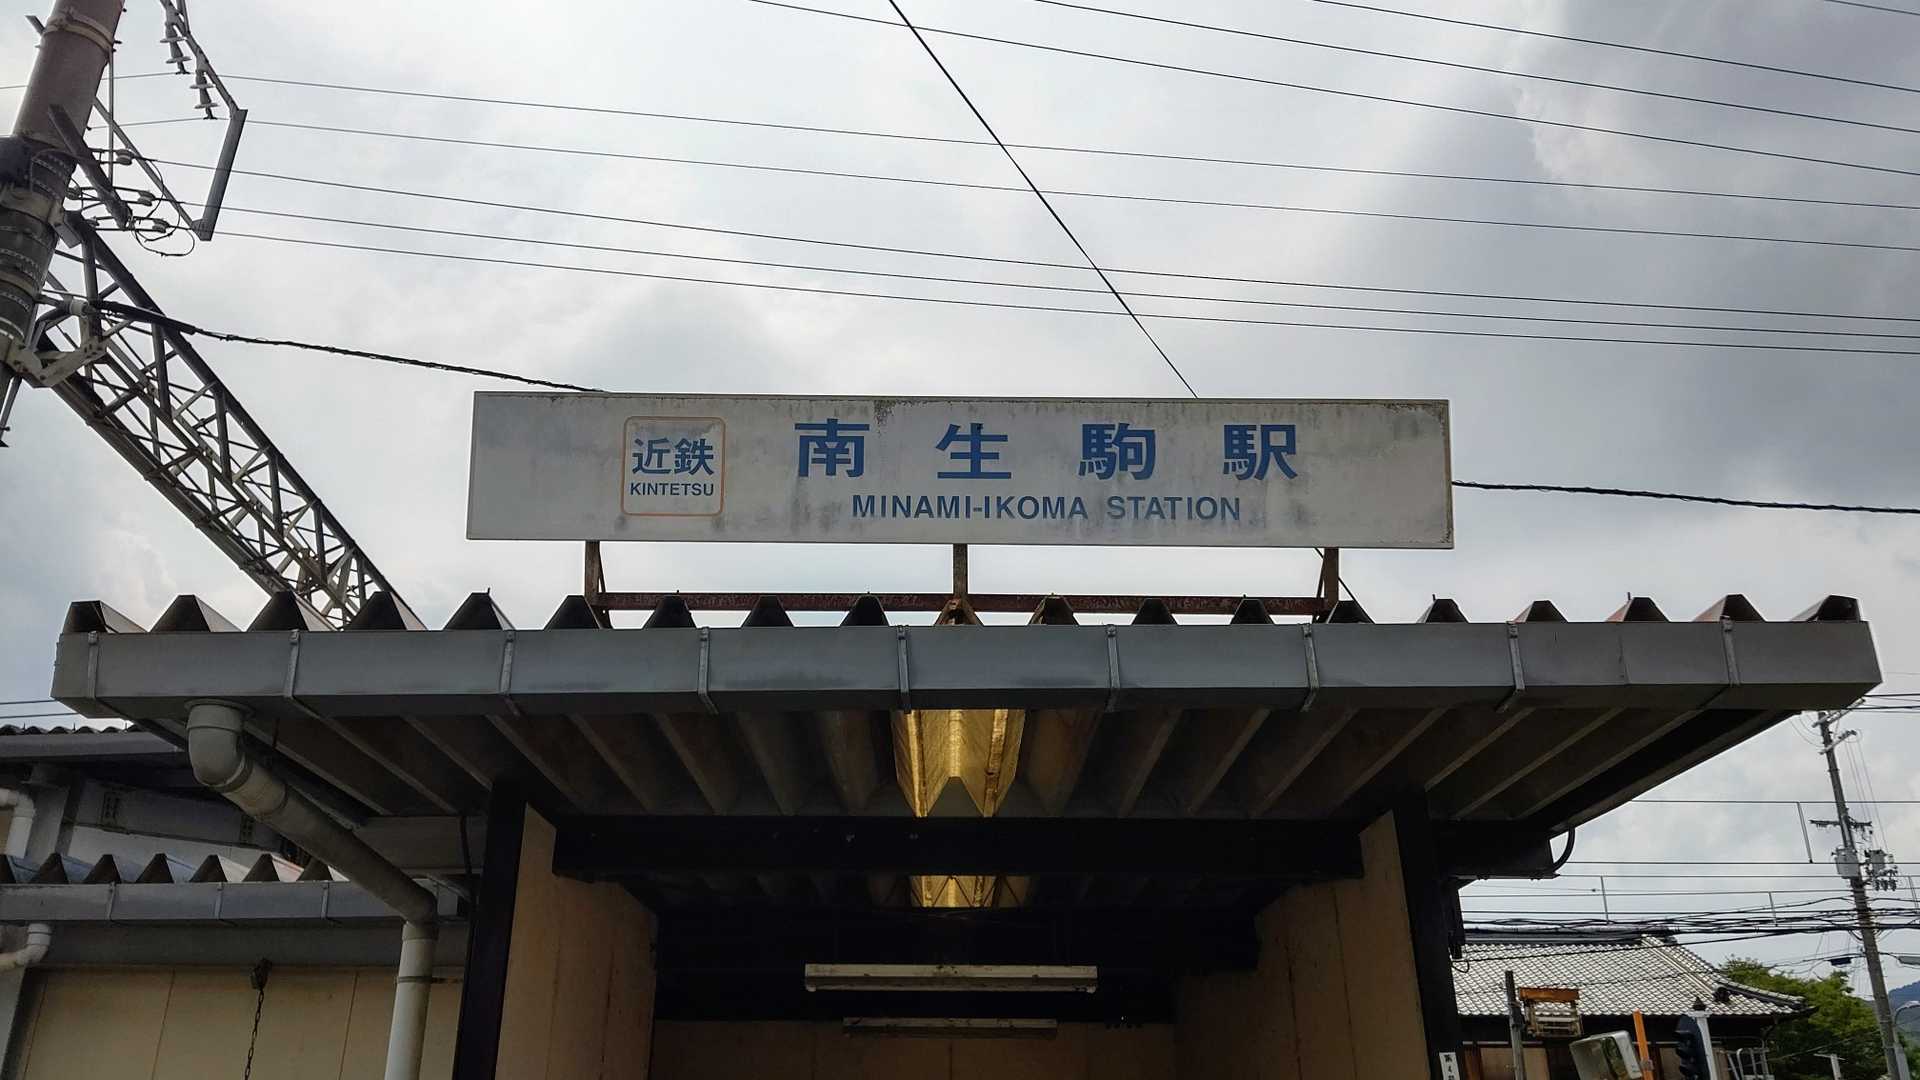 近鉄
KINTETSU
南生駒駅
MINAMI-IKOMA STATION